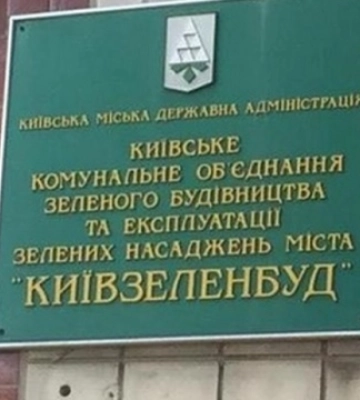 КИЇВСЬКА МІСЬКА ДЕРЖАВНА АДМІНІСТРАЦІЯ
КИЇВСЬКЕ
КОМУНАЛЬНЕ ОБ'ЄДНАННЯ
ЗЕЛЕНОГО БУДІВНИЦТВА
ТА ЕКСПЛУАТАЦІЇ
ЗЕЛЕНИХ НАСАДЖЕНЬ МІСТА
"КИЇВЗЕЛЕНБУД"